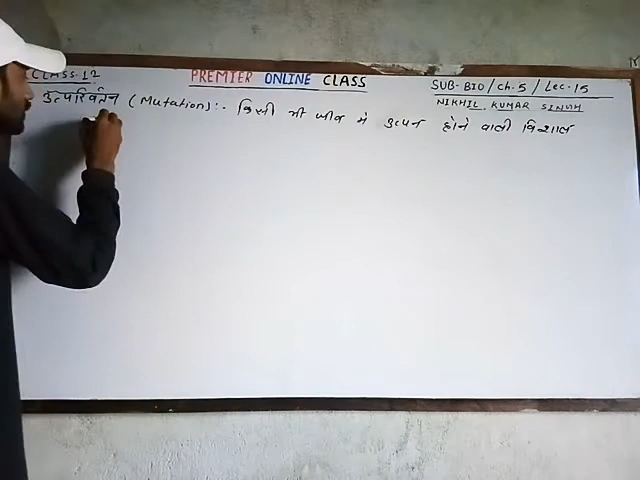 CLASS-12
PREMIER ONLINE CLASS
SUB-BIO/Ch.5/Lec.15
NIKHIL KUMAR SINGH
उत्परिवर्तन (Mutation):- किसी भी जीव मे उत्पन होने वाली विशाल